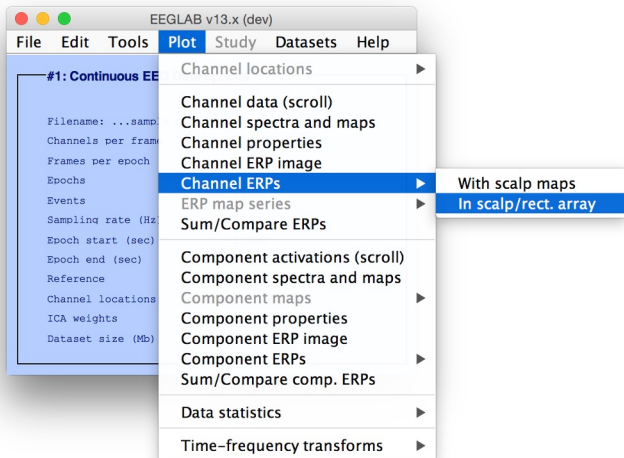 EEGLAB v13.x (dev)
File Edit Tools Plot Study Datasets Help
#1: Continuous EE
Filename: ...samp
Channels per fram
Frames per epoch
Epochs
Events
Sampling rate (Hz
Epoch start (sec)
Epoch end (sec)
Reference
Channel locations
ICA weights
Dataset size (Mb)
Channel locations
Channel data (scroll)
Channel spectra and maps
Channel properties
Channel ERP image
Channel ERPs
ERP map series
Sum/Compare ERPs
Component activations (scroll)
Component spectra and maps
Component maps
Component properties
Component ERP image
Component ERPs
Sum/Compare comp. ERPs
Data statistics
Time-frequency transforms
With scalp maps
In scalp/rect. array